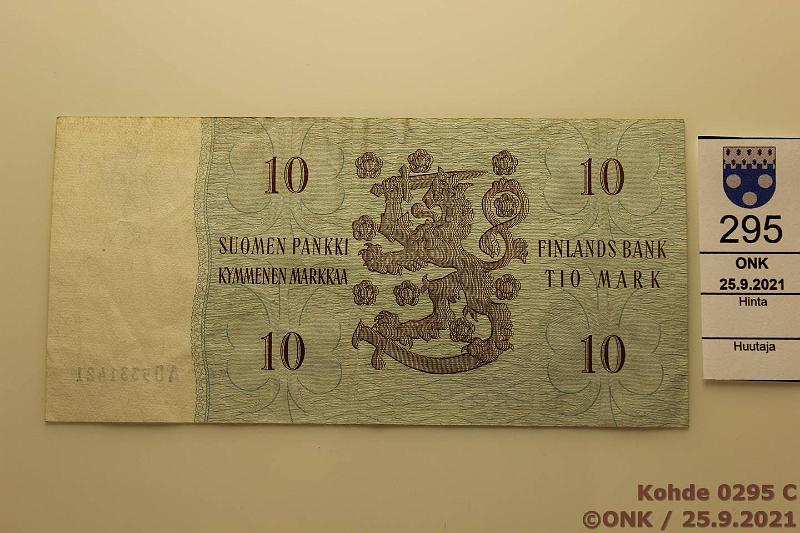 10
10
SUOMEN PANKKI
KYMMENEN MARKKAA
FINLANDS BANK
TIO MARK
10
10
295
ONK
25.9.2021
Hinta
Huutaja
Kohde 0295 C
©ONK / 25.9.2021